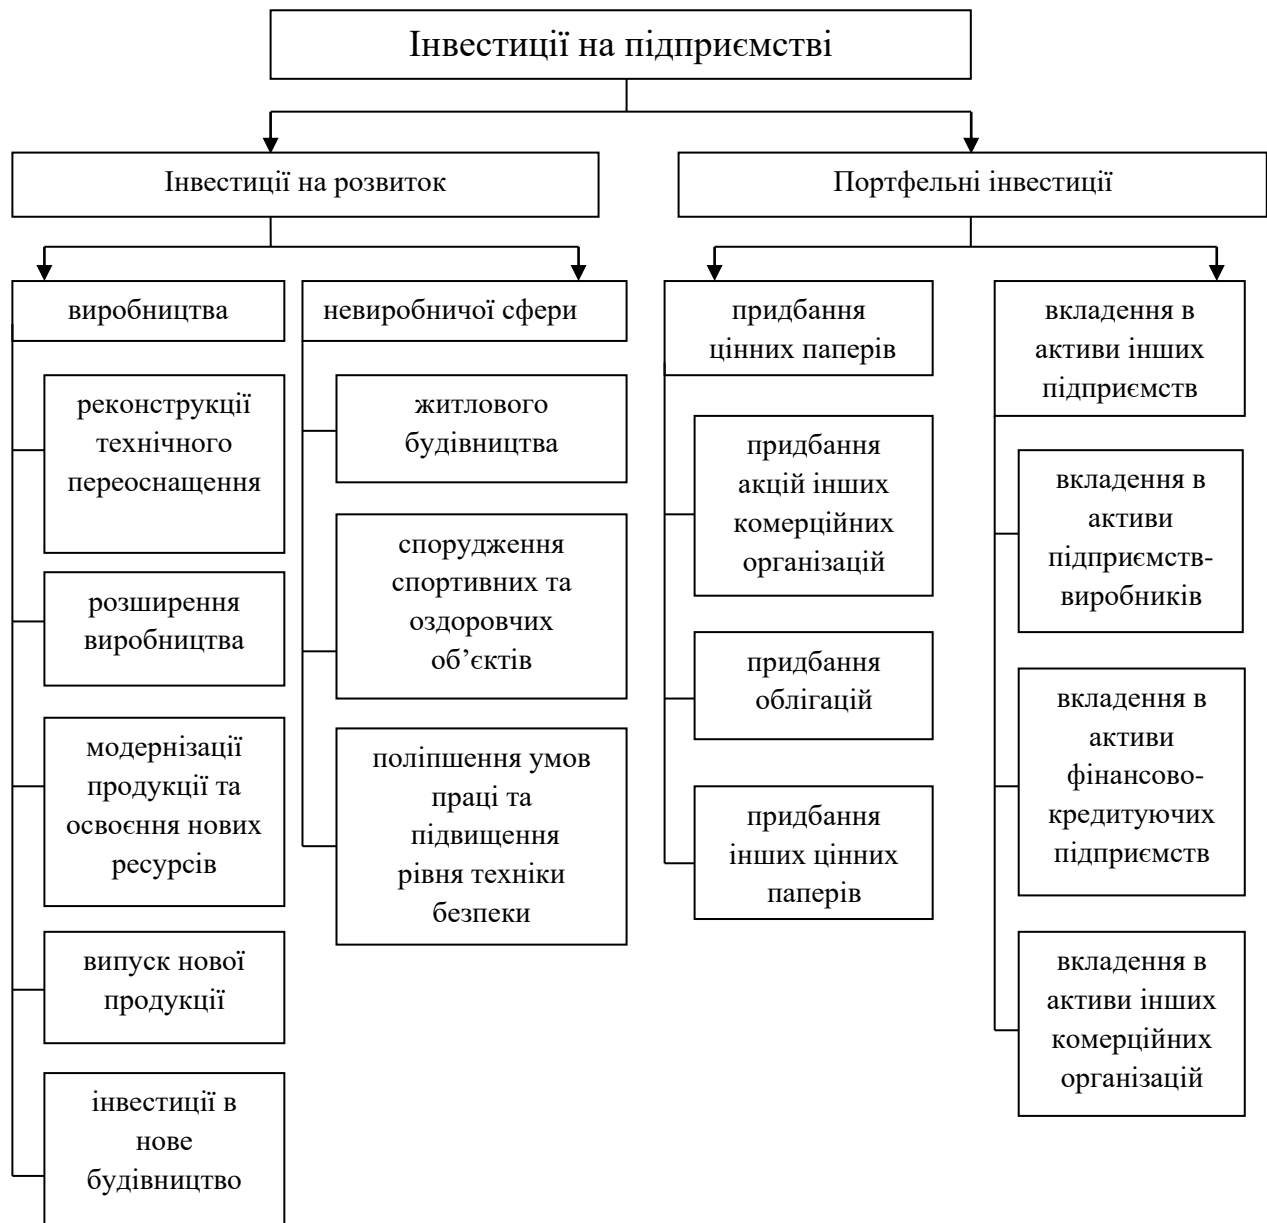 Інвестиції на підприємстві
Інвестиції на розвиток
Портфельні інвестиції
виробництва
реконструкції
технічного
переоснащення
розширення
виробництва
модернізації
продукції та
освоєння нових
ресурсів
випуск нової
продукції
інвестиції в
нове
будівництво
невиробничої сфери
житлового
будівництва
спорудження
спортивних та
оздоровчих
об’єктів
поліпшення умов
праці та
підвищення
рівня техніки
безпеки
придбання
цінних паперів
придбання
акцій інших
комерційних
організацій
придбання
облігацій
придбання
інших цінних
паперів
вкладення в
активи інших
підприємств
вкладення в
активи
підприємств-
виробників
вкладення в
активи
фінансово-
кредитуючих
підприємств
вкладення в
активи інших
комерційних
організацій